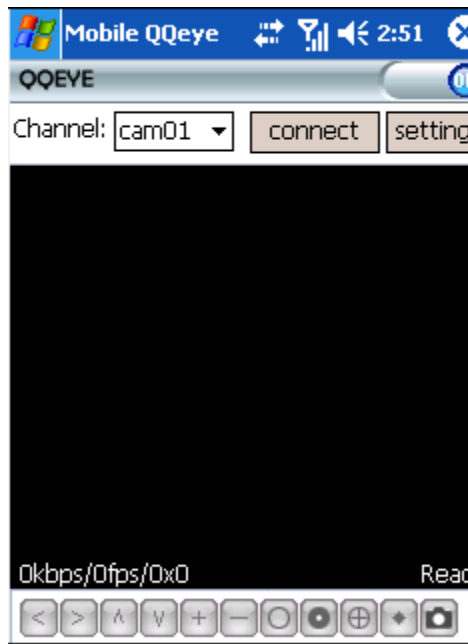 Mobile QQeye 2:51
QQEYE
Channel: cam01 connect setting
0kbps/0fps/0x0 Read
< > ∧ ∨ + −